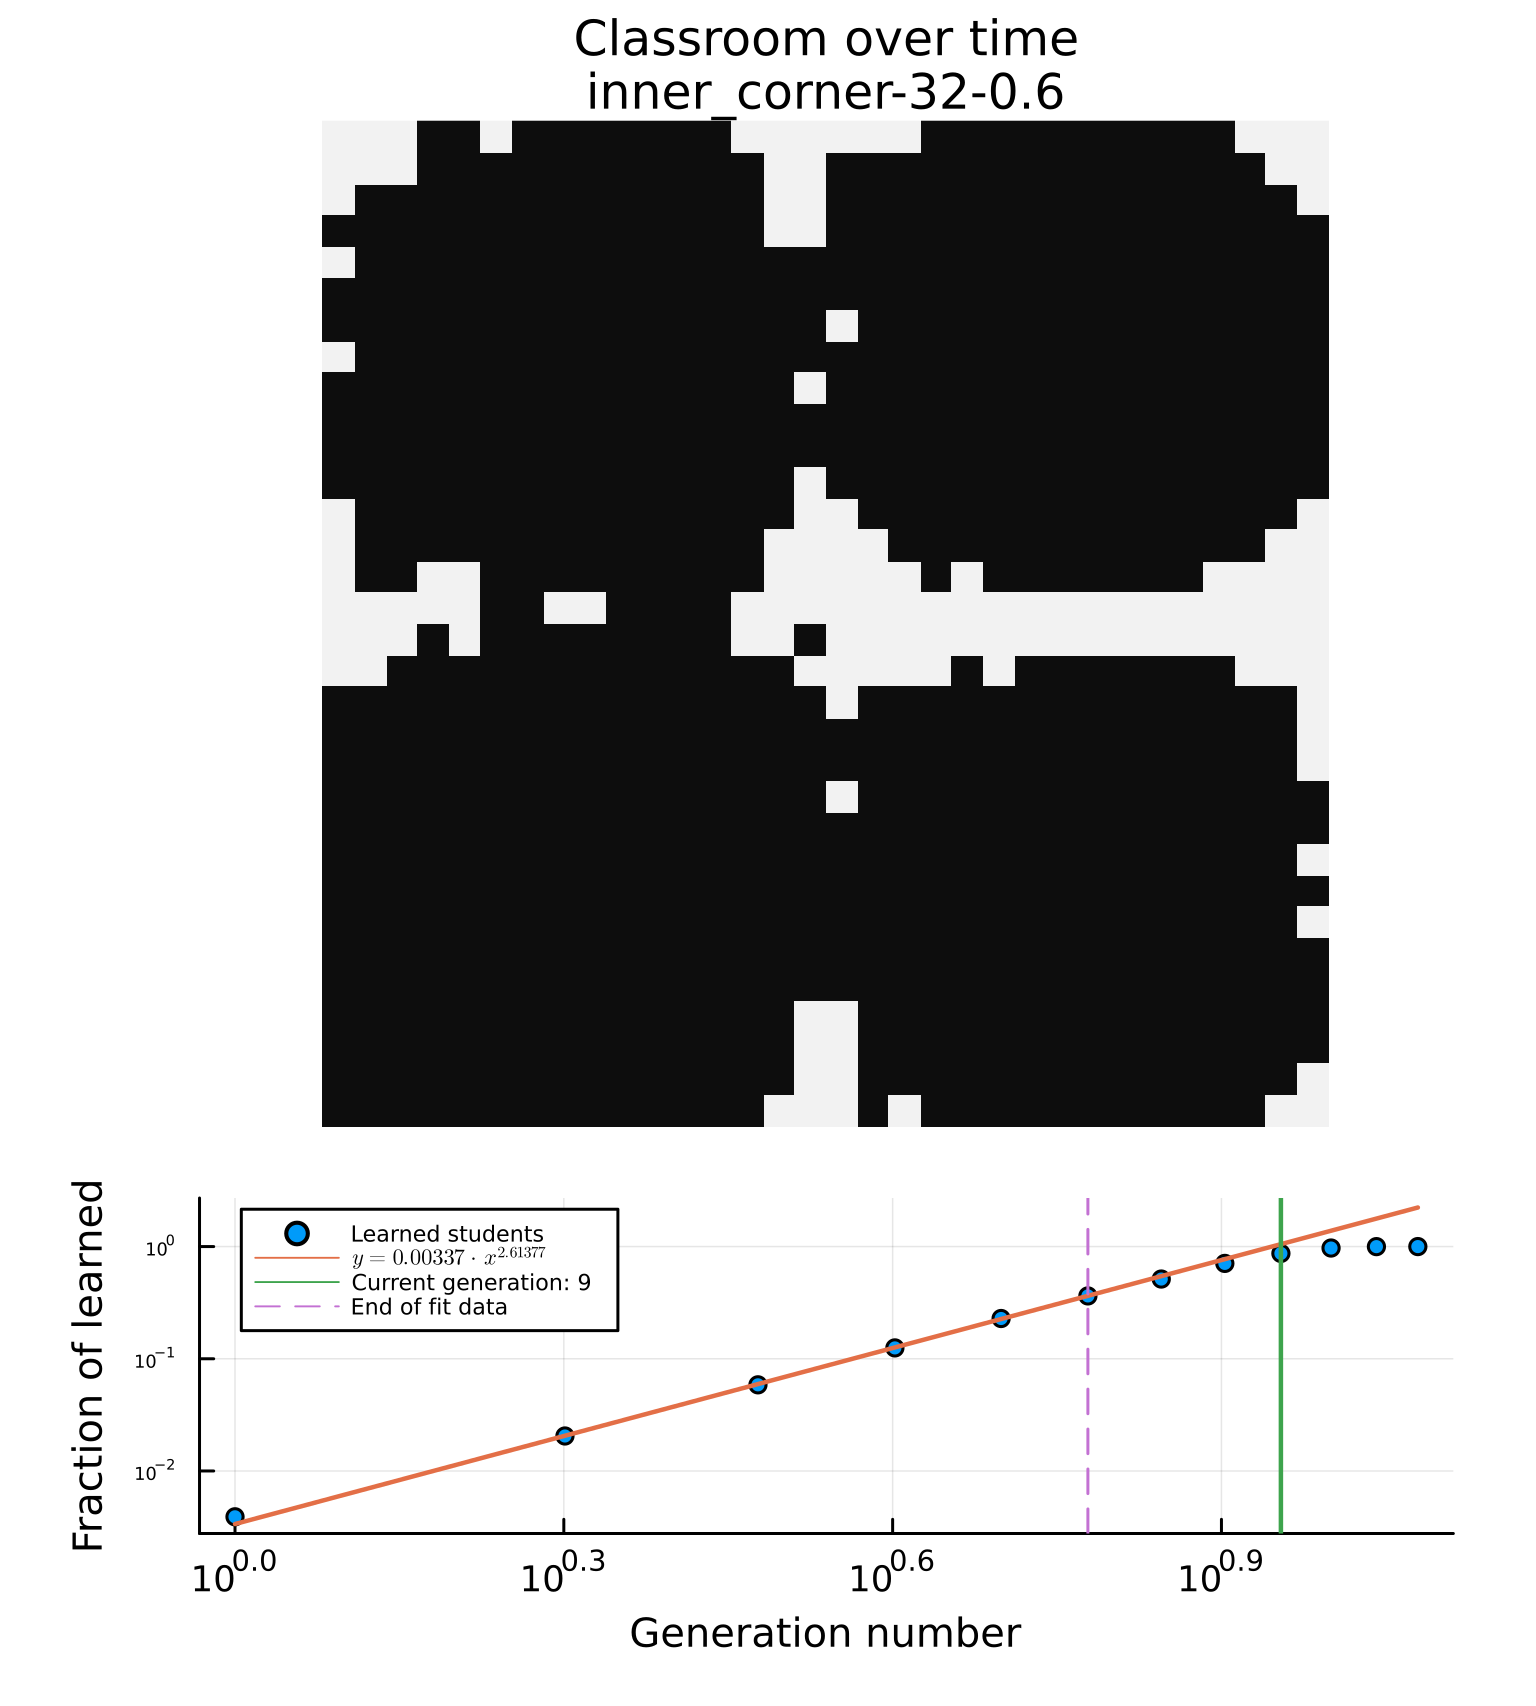 Classroom over time
inner_corner-32-0.6
Fraction of learned
10⁰
10⁻¹
10⁻²
Learned students
y = 0.00337 · x^2.61377
Current generation: 9
End of fit data
10^0.0 10^0.3 10^0.6 10^0.9
Generation number